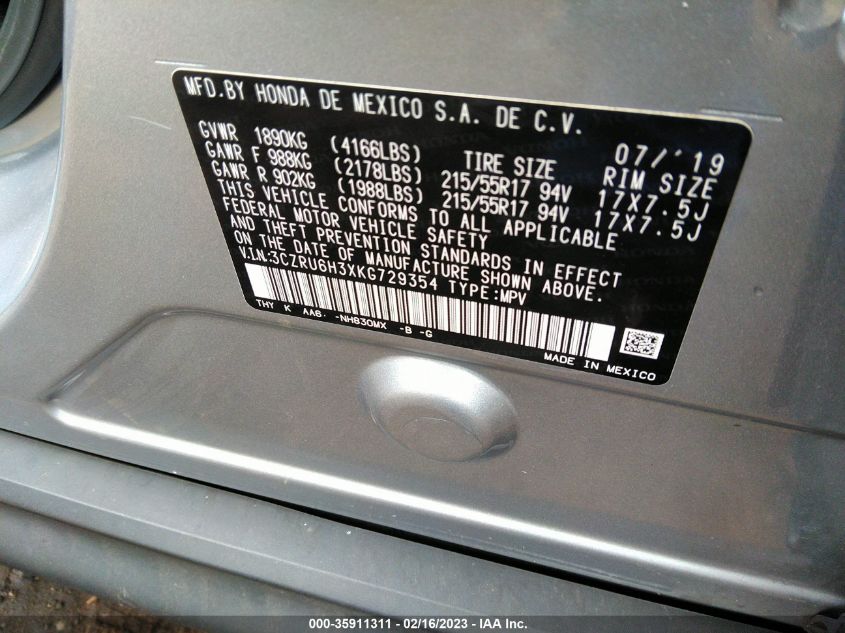 MFD.BY HONDA DE MEXICO S.A. DE C.V.
07/'19
GVWR 1890KG (4166LBS) TIRE SIZE RIM SIZE
GAWR F 988KG (2178LBS) 215/55R17 94V 17X7.5J
GAWR R 902KG (1988LBS) 215/55R17 94V 17X7.5J
THIS VEHICLE CONFORMS TO ALL APPLICABLE
FEDERAL MOTOR VEHICLE SAFETY
AND THEFT PREVENTION STANDARDS IN EFFECT
ON THE DATE OF MANUFACTURE SHOWN ABOVE.
V.I.N:3CZRU6H3XKG729354 TYPE:MPV
THY K AA6· -NH830MX -B -G
MADE IN MEXICO
000-35911311 - 02/16/2023 - IAA Inc.